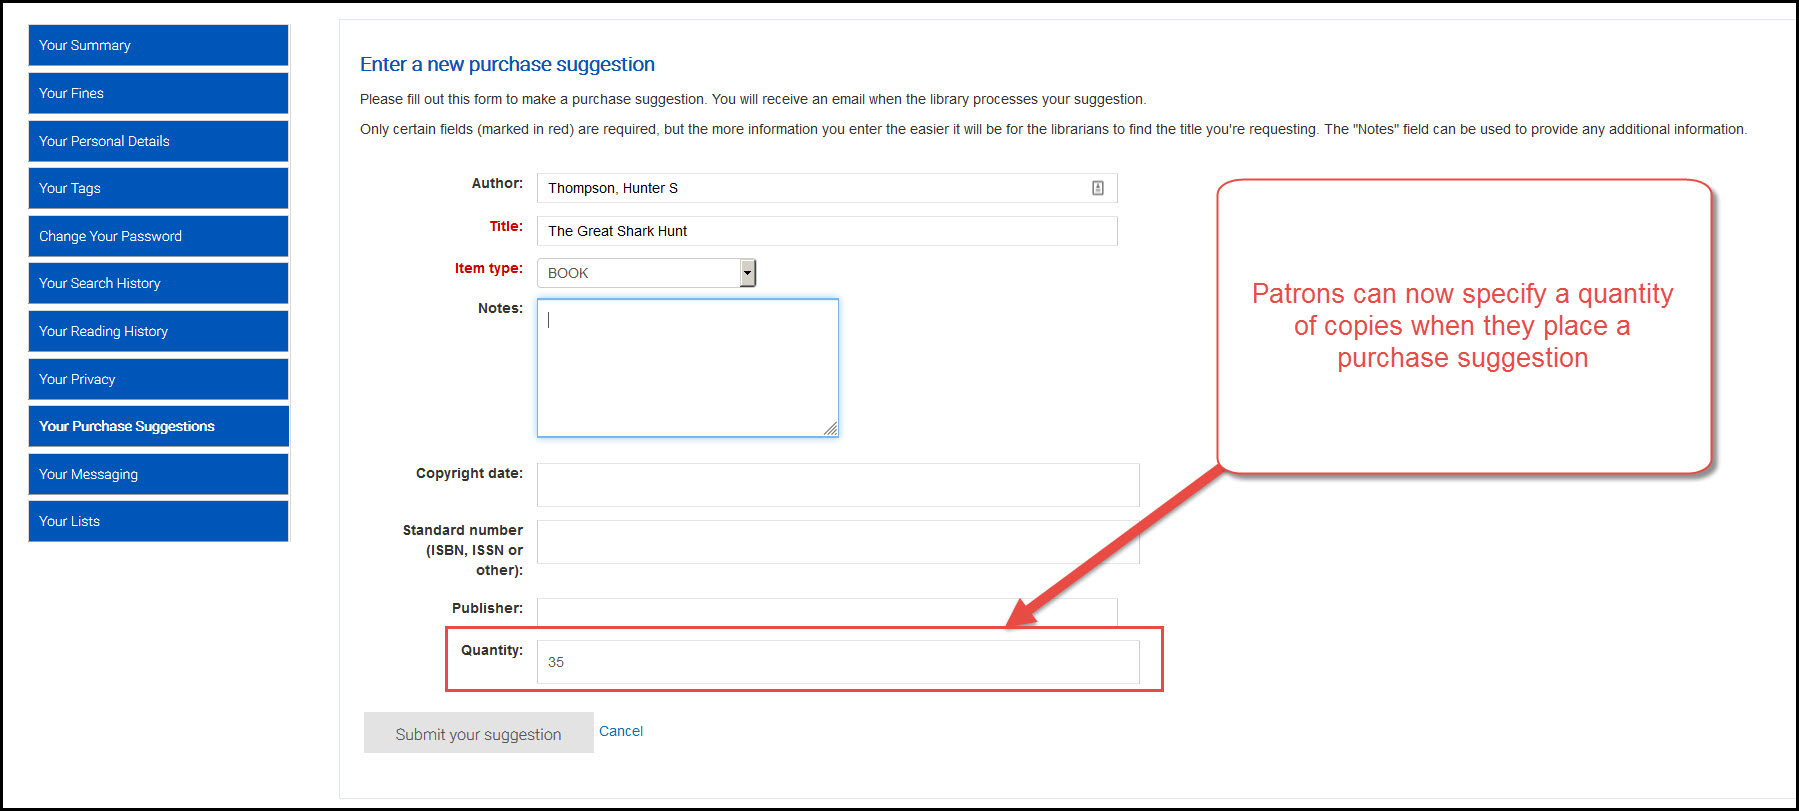 Your Summary
Your Fines
Your Personal Details
Your Tags
Change Your Password
Your Search History
Your Reading History
Your Privacy
Your Purchase Suggestions
Your Messaging
Your Lists
Enter a new purchase suggestion
Please fill out this form to make a purchase suggestion. You will receive an email when the library processes your suggestion.
Only certain fields (marked in red) are required, but the more information you enter the easier it will be for the librarians to find the title you're requesting. The "Notes" field can be used to provide any additional information.
Author: Thompson, Hunter S
Title: The Great Shark Hunt
Item type: BOOK
Notes:
Copyright date:
Standard number
(ISBN, ISSN or
other):
Publisher:
Quantity: 35
Submit your suggestion Cancel
Patrons can now specify a quantity
of copies when they place a
purchase suggestion